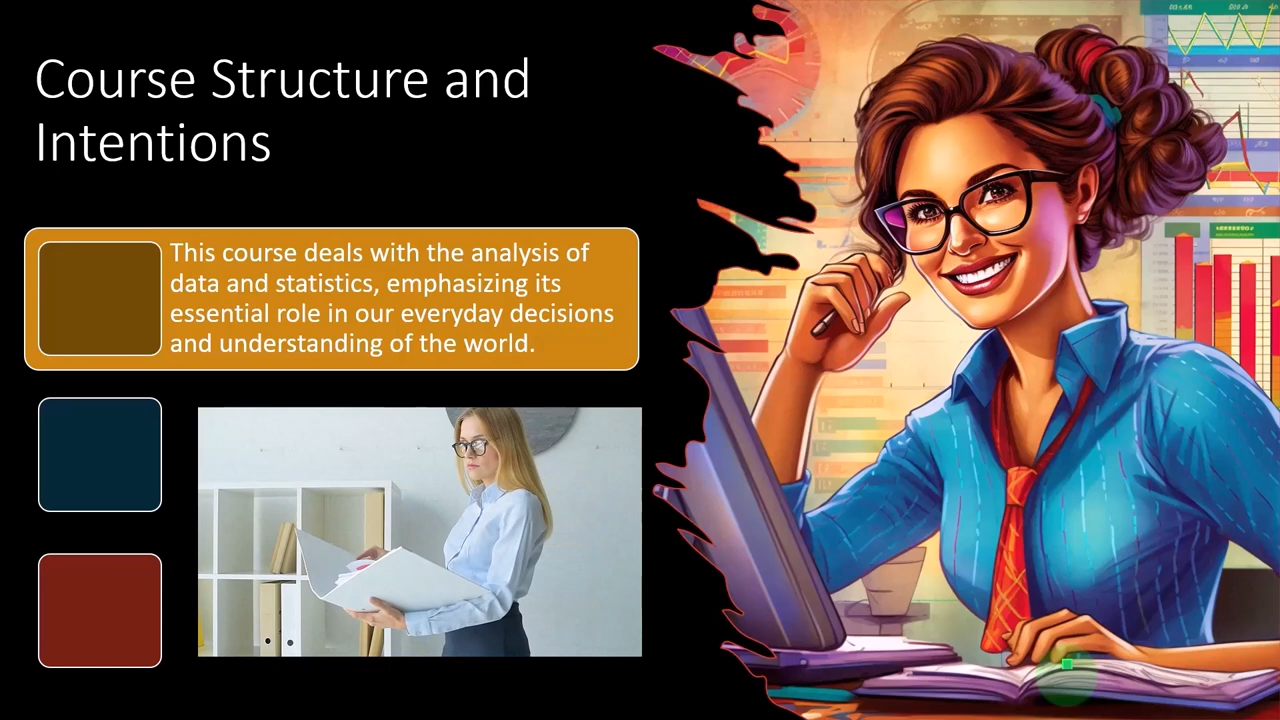 Course Structure and
Intentions
This course deals with the analysis of
data and statistics, emphasizing its
essential role in our everyday decisions
and understanding of the world.